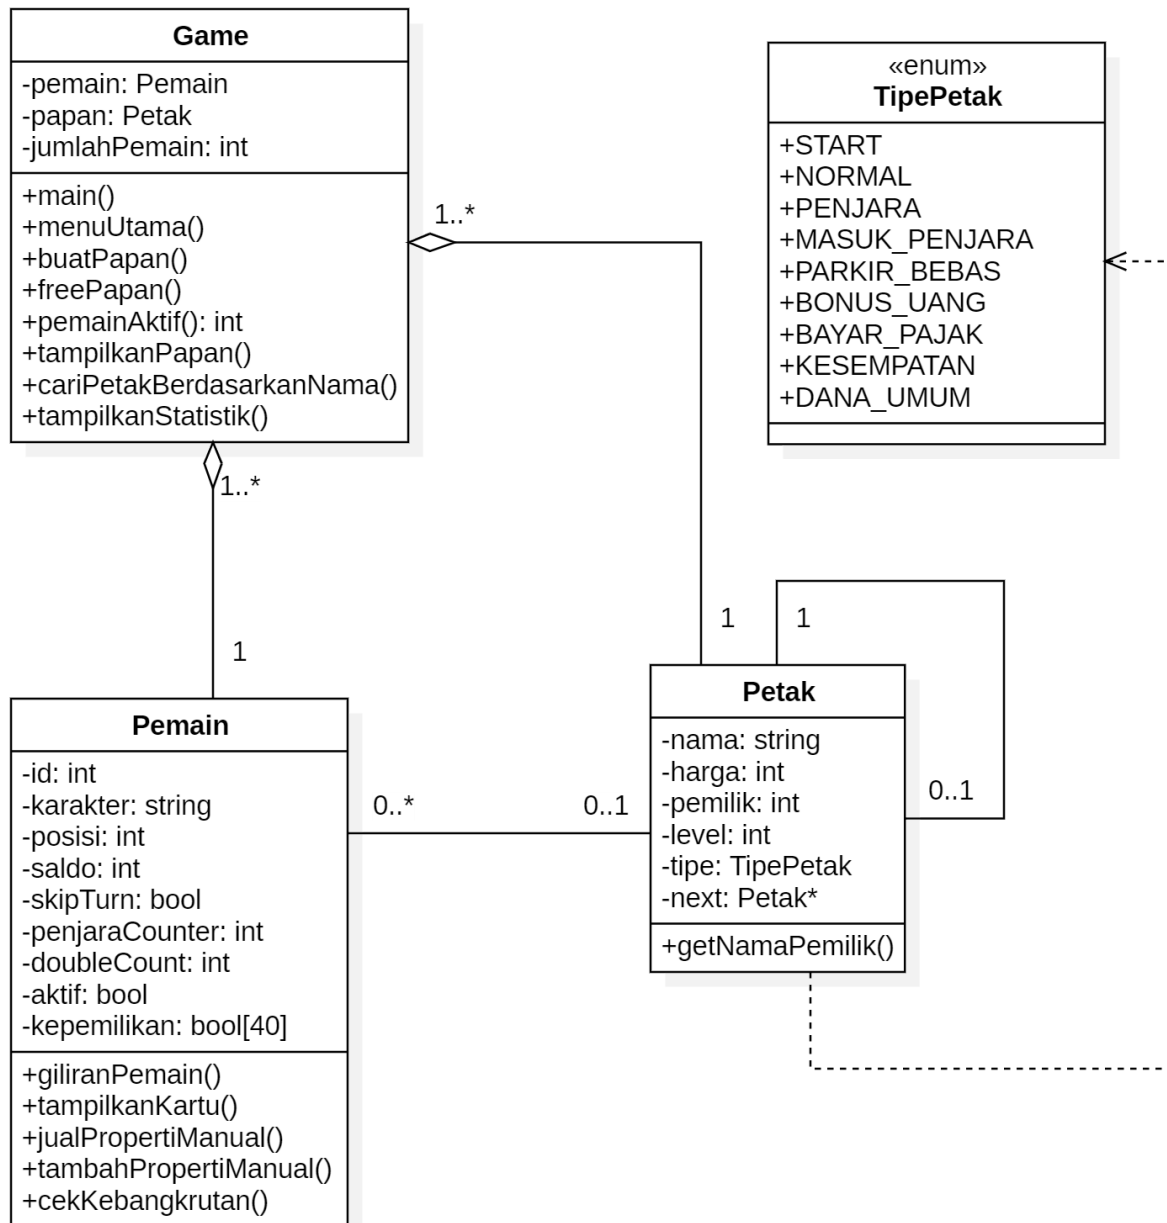 Game
-pemain: Pemain
-papan: Petak
-jumlahPemain: int
+main()
+menuUtama()
+buatPapan()
+freePapan()
+pemainAktif(): int
+tampilkanPapan()
+cariPetakBerdasarkanNama()
+tampilkanStatistik()
1..*
1..*
1
«enum»
TipePetak
+START
+NORMAL
+PENJARA
+MASUK_PENJARA
+PARKIR_BEBAS
+BONUS_UANG
+BAYAR_PAJAK
+KESEMPATAN
+DANA_UMUM
1
1
0..1
Petak
-nama: string
-harga: int
-pemilik: int
-level: int
-tipe: TipePetak
-next: Petak*
+getNamaPemilik()
0..*
0..1
Pemain
-id: int
-karakter: string
-posisi: int
-saldo: int
-skipTurn: bool
-penjaraCounter: int
-doubleCount: int
-aktif: bool
-kepemilikan: bool[40]
+giliranPemain()
+tampilkanKartu()
+jualPropertiManual()
+tambahPropertiManual()
+cekKebangkrutan()